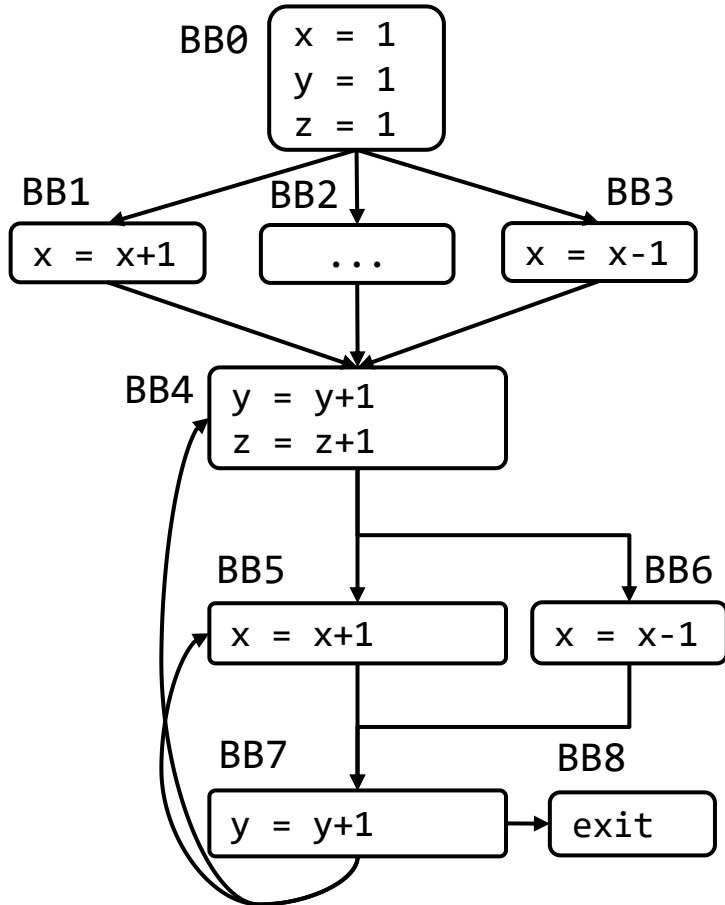 BB0
x = 1
y = 1
z = 1
BB1
BB2
BB3
x = x+1
...
x = x-1
BB4
y = y+1
z = z+1
BB5
BB6
x = x+1
x = x-1
BB7
BB8
y = y+1
exit